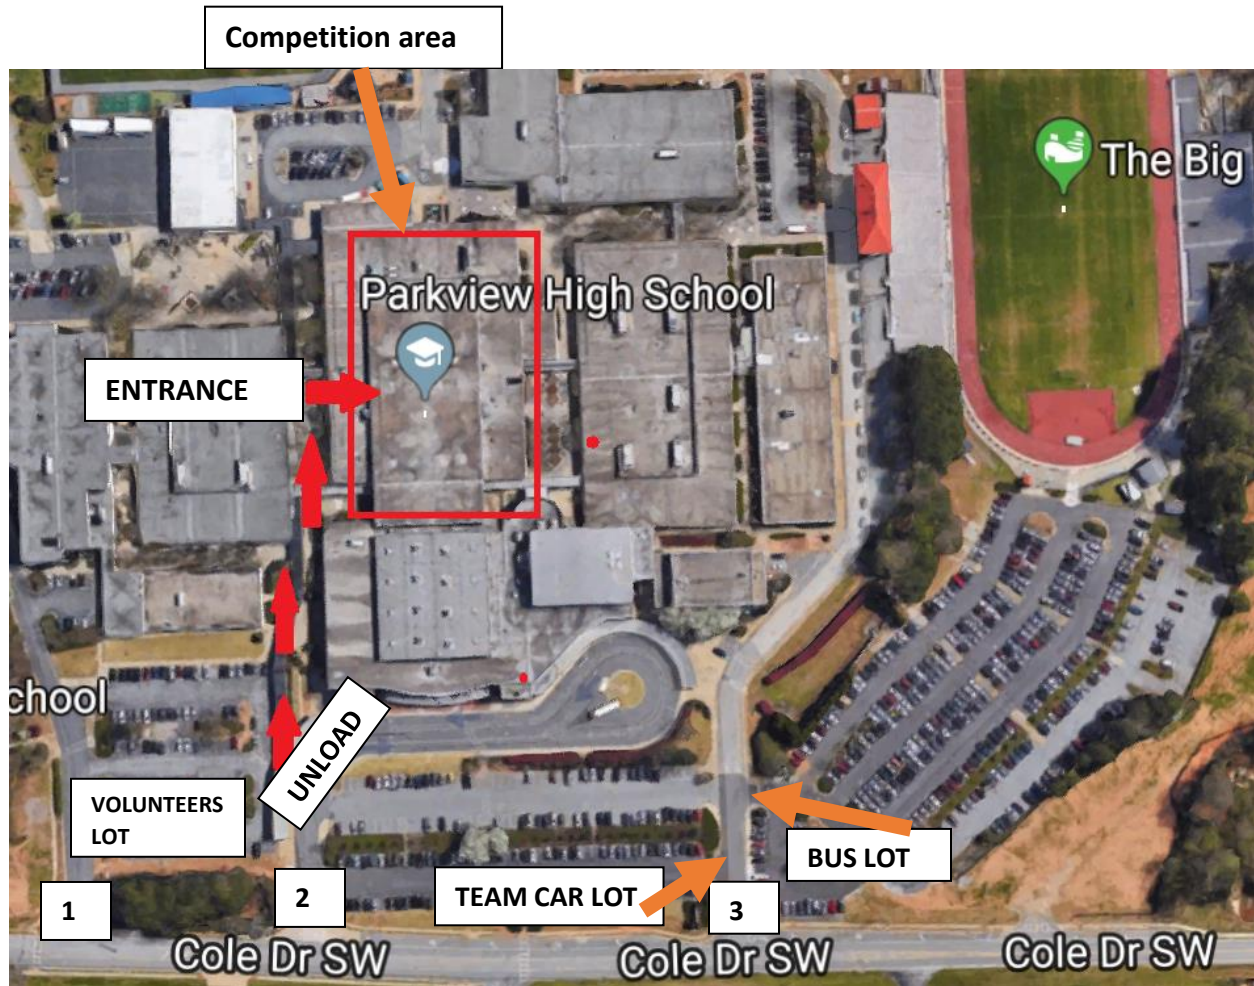 Competition area
The Big
Parkview High School
ENTRANCE
chool
UNLOAD
VOLUNTEERS
LOT
BUS LOT
TEAM CAR LOT
1
2
3
Cole Dr SW
Cole Dr SW
Cole Dr SW